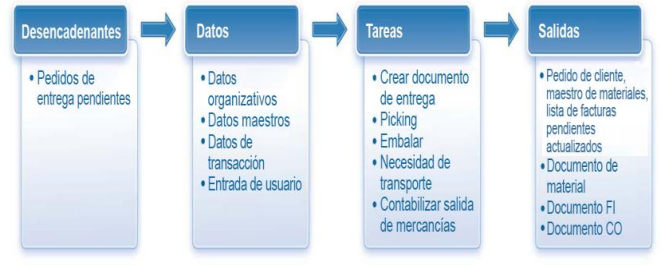 Desencadenantes
• Pedidos de
entrega pendientes
Datos
• Datos
organizativos
• Datos maestros
• Datos de
transacción
• Entrada de usuario
Tareas
• Crear documento
de entrega
• Picking
• Embalar
• Necesidad de
transporte
• Contabilizar salida
de mercancías
Salidas
• Pedido de cliente,
maestro de materiales,
lista de facturas
pendientes
actualizados
• Documento de
material
• Documento FI
• Documento CO